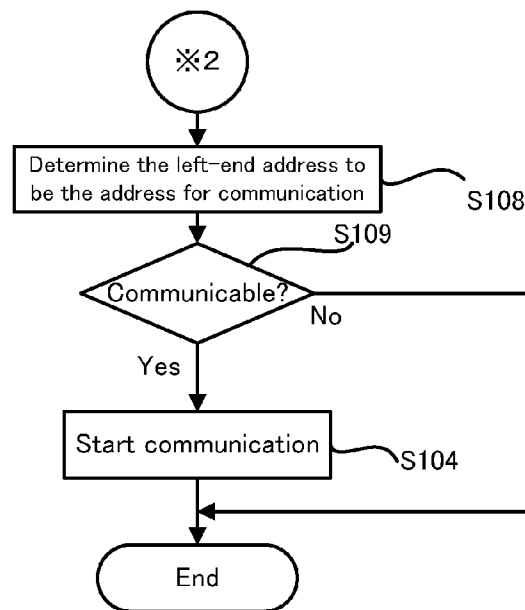 ※2
Determine the left-end address to
be the address for communication
S108
S109
Communicable?
No
Yes
Start communication
S104
End